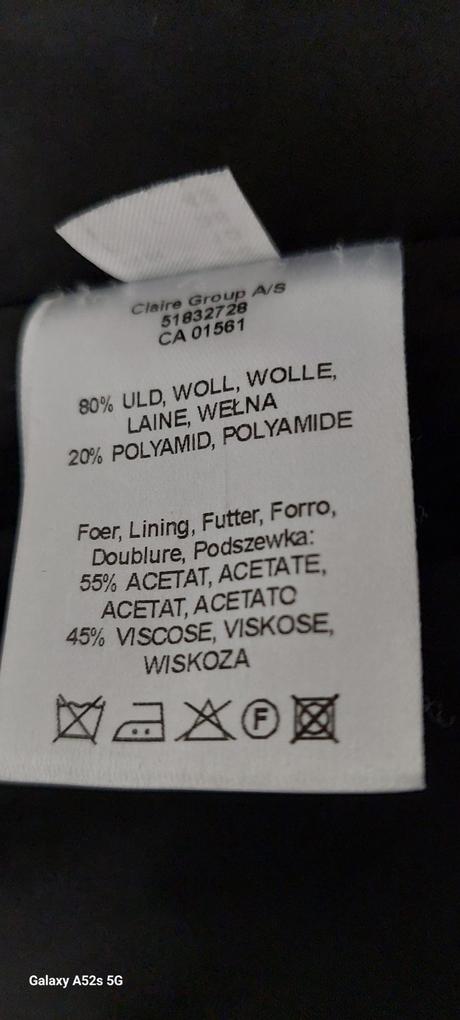 Claire Group A/S
51832728
CA 01561
80% ULD, WOLL, WOLLE,
LAINE, WEŁNA
20% POLYAMID, POLYAMIDE
Foer, Lining, Futter, Forro,
Doublure, Podszewka:
55% ACETAT, ACETATE,
ACETAT, ACETATO
45% VISCOSE, VISKOSE,
WISKOZA
F
Galaxy A52s 5G